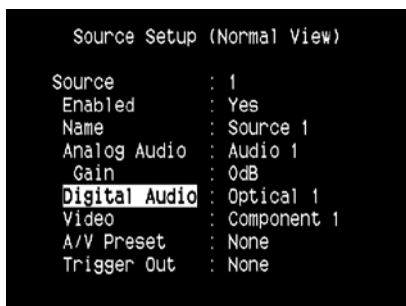 Source Setup (Normal View)
Source : 1
Enabled : Yes
Name : Source 1
Analog Audio : Audio 1
Gain : 0dB
Digital Audio : Optical 1
Video : Component 1
A/V Preset : None
Trigger Out : None